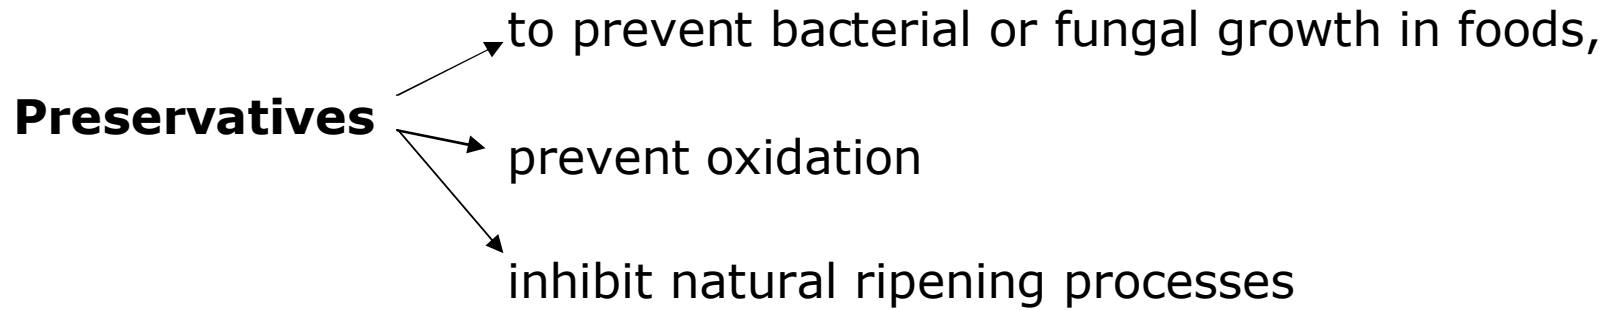 to prevent bacterial or fungal growth in foods,
Preservatives
prevent oxidation
inhibit natural ripening processes